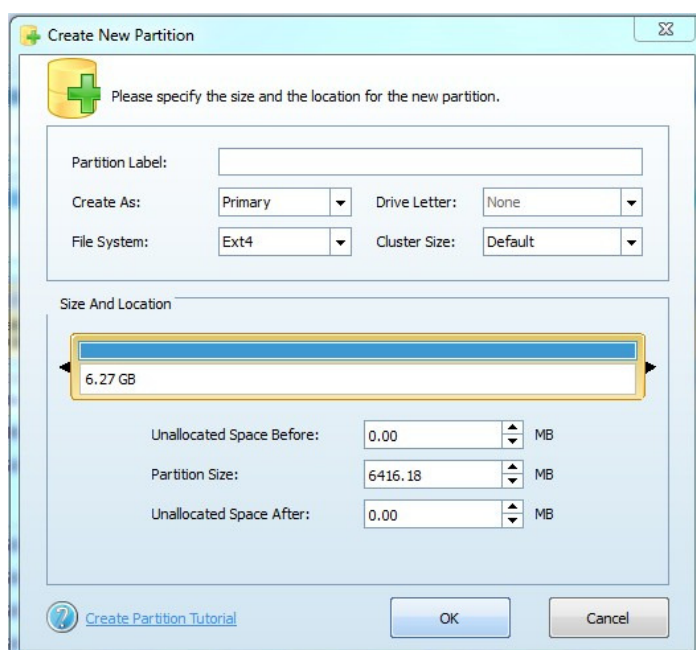 Create New Partition
Please specify the size and the location for the new partition.
Partition Label:
Create As: Primary Drive Letter: None
File System: Ext4 Cluster Size: Default
Size And Location
6.27 GB
Unallocated Space Before: 0.00 MB
Partition Size: 6416.18 MB
Unallocated Space After: 0.00 MB
? Create Partition Tutorial OK Cancel